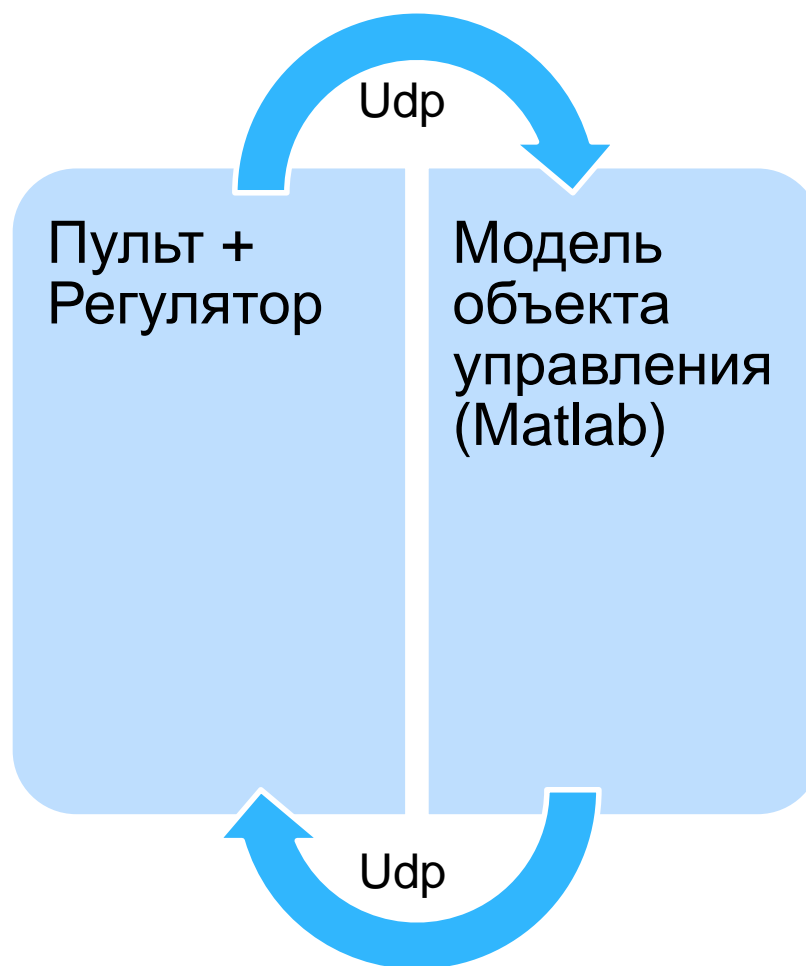 Udp
Пульт +
Регулятор
Модель
объекта
управления
(Matlab)
Udp